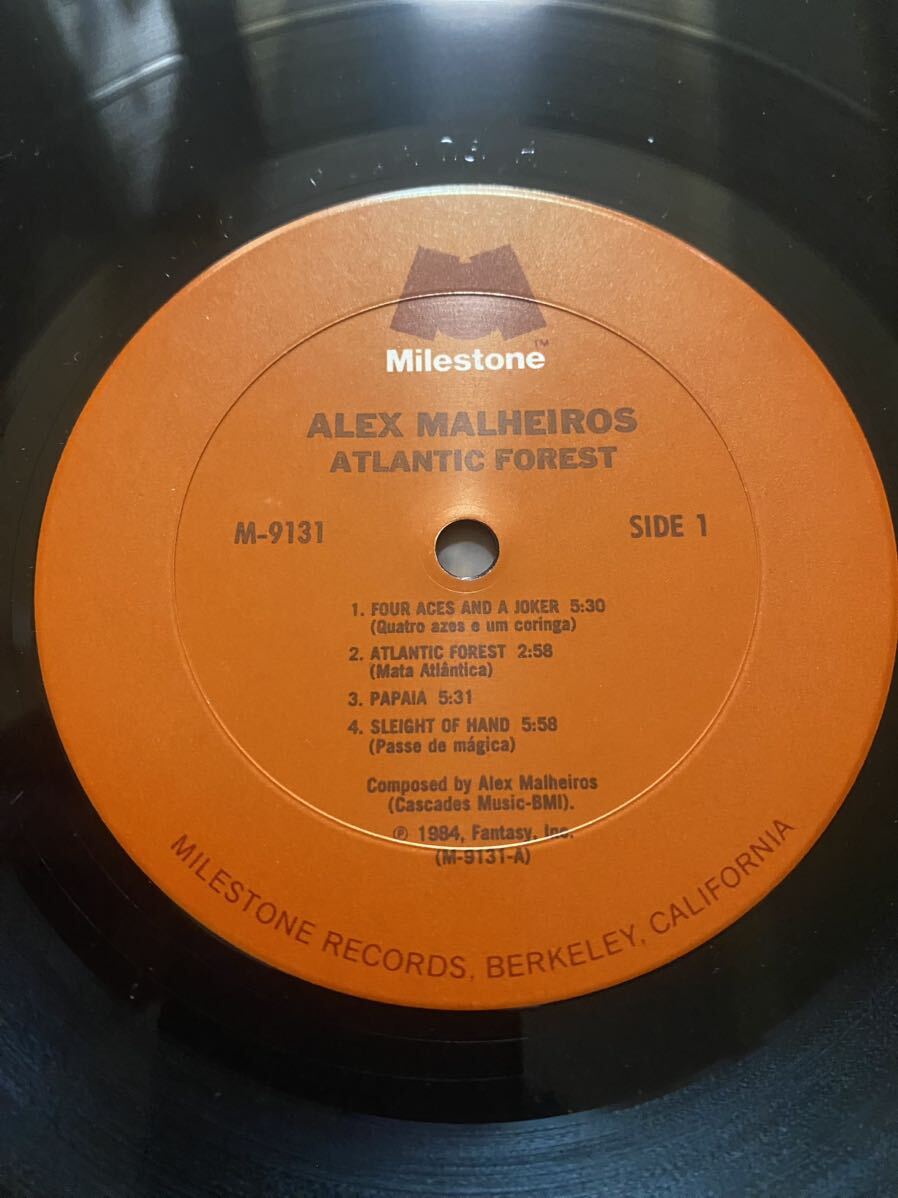 Milestone™
ALEX MALHEIROS
ATLANTIC FOREST
M-9131 SIDE 1
1. FOUR ACES AND A JOKER 5:30
(Quatro azes e um coringa)
2. ATLANTIC FOREST 2:58
(Mata Atlântica)
3. PAPAIA 5:31
4. SLEIGHT OF HAND 5:58
(Passe de mágica)
Composed by Alex Malheiros
(Cascades Music-BMI).
℗ 1984, Fantasy, Inc.
(M-9131-A)
MILESTONE RECORDS, BERKELEY, CALIFORNIA